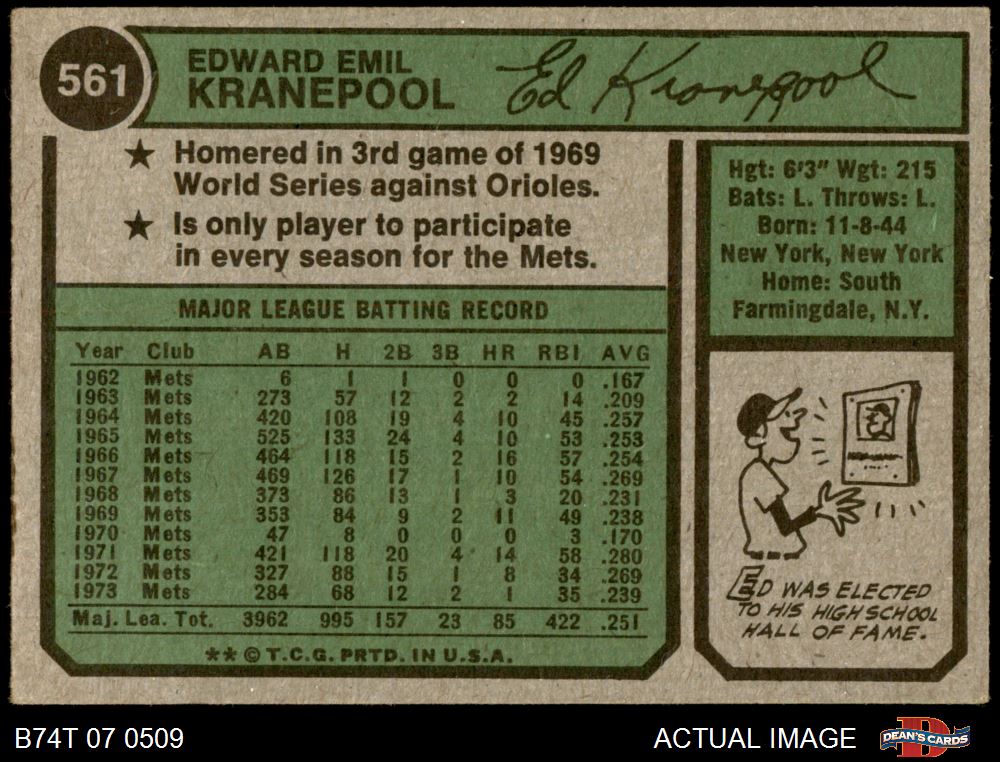 561
EDWARD EMIL
KRANEPOOL
Ed Kranepool
★ Homered in 3rd game of 1969
World Series against Orioles.
★ Is only player to participate
in every season for the Mets.
Hgt: 6'3" Wgt: 215
Bats: L. Throws: L.
Born: 11-8-44
New York, New York
Home: South
Farmingdale, N.Y.
MAJOR LEAGUE BATTING RECORD
Year Club AB H 2B 3B HR RBI AVG
1962 Mets 6 1 1 0 0 0 .167
1963 Mets 273 57 12 2 2 14 .209
1964 Mets 420 108 19 4 10 45 .257
1965 Mets 525 133 24 4 10 53 .253
1966 Mets 464 118 15 2 16 57 .254
1967 Mets 469 126 17 1 10 54 .269
1968 Mets 373 86 13 1 3 20 .231
1969 Mets 353 84 9 2 11 49 .238
1970 Mets 47 8 0 0 0 3 .170
1971 Mets 421 118 20 4 14 58 .280
1972 Mets 327 88 15 1 8 34 .269
1973 Mets 284 68 12 2 1 35 .239
Maj. Lea. Tot. 3962 995 157 23 85 422 .251
** © T.C.G. PRTD. IN U.S.A.
ED WAS ELECTED
TO HIS HIGH SCHOOL
HALL OF FAME.
B74T 07 0509
ACTUAL IMAGE
D
DEAN'S CARDS